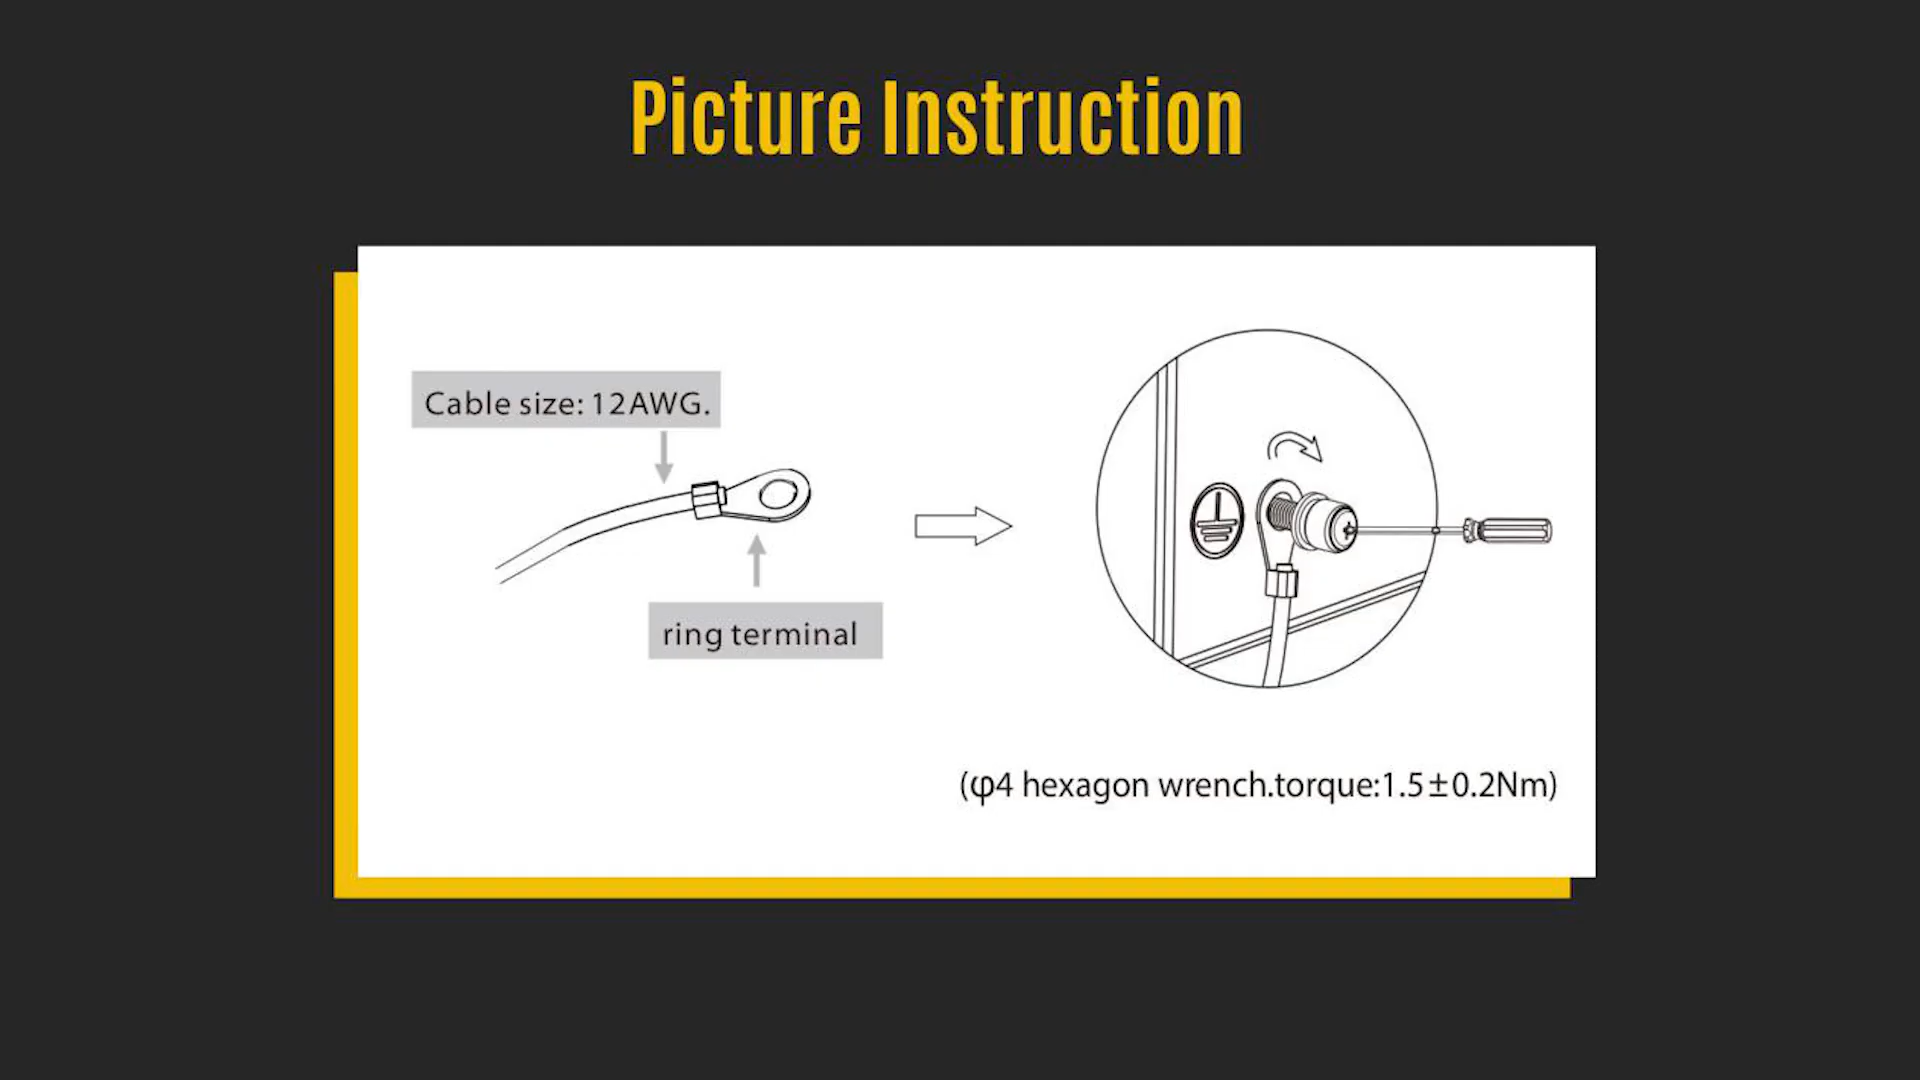 Picture Instruction
Cable size: 12AWG.
ring terminal
(φ4 hexagon wrench.torque:1.5±0.2Nm)